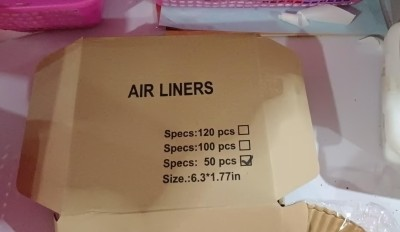 AIR LINERS
Specs:120 pcs ☐
Specs:100 pcs ☐
Specs: 50 pcs ☑
Size.:6.3*1.77in